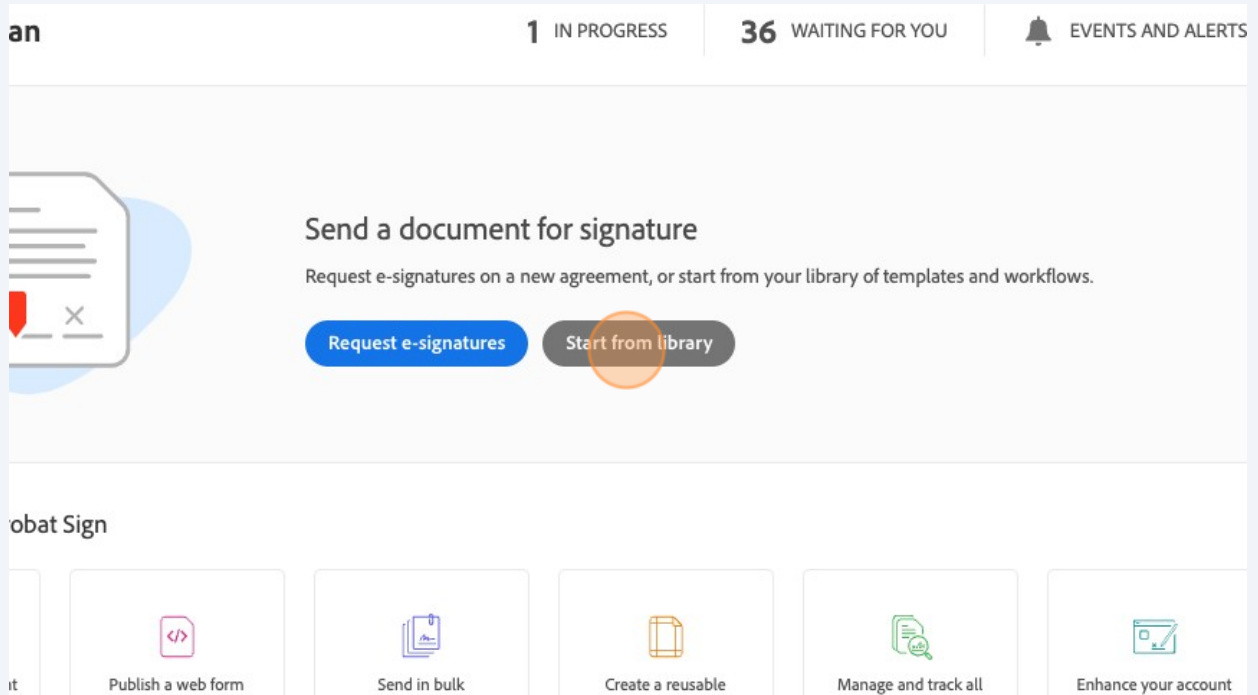 an
1 IN PROGRESS
36 WAITING FOR YOU
EVENTS AND ALERTS
Send a document for signature
Request e-signatures on a new agreement, or start from your library of templates and workflows.
Request e-signatures
Start from library
obat Sign
Publish a web form
Send in bulk
Create a reusable
Manage and track all
Enhance your account